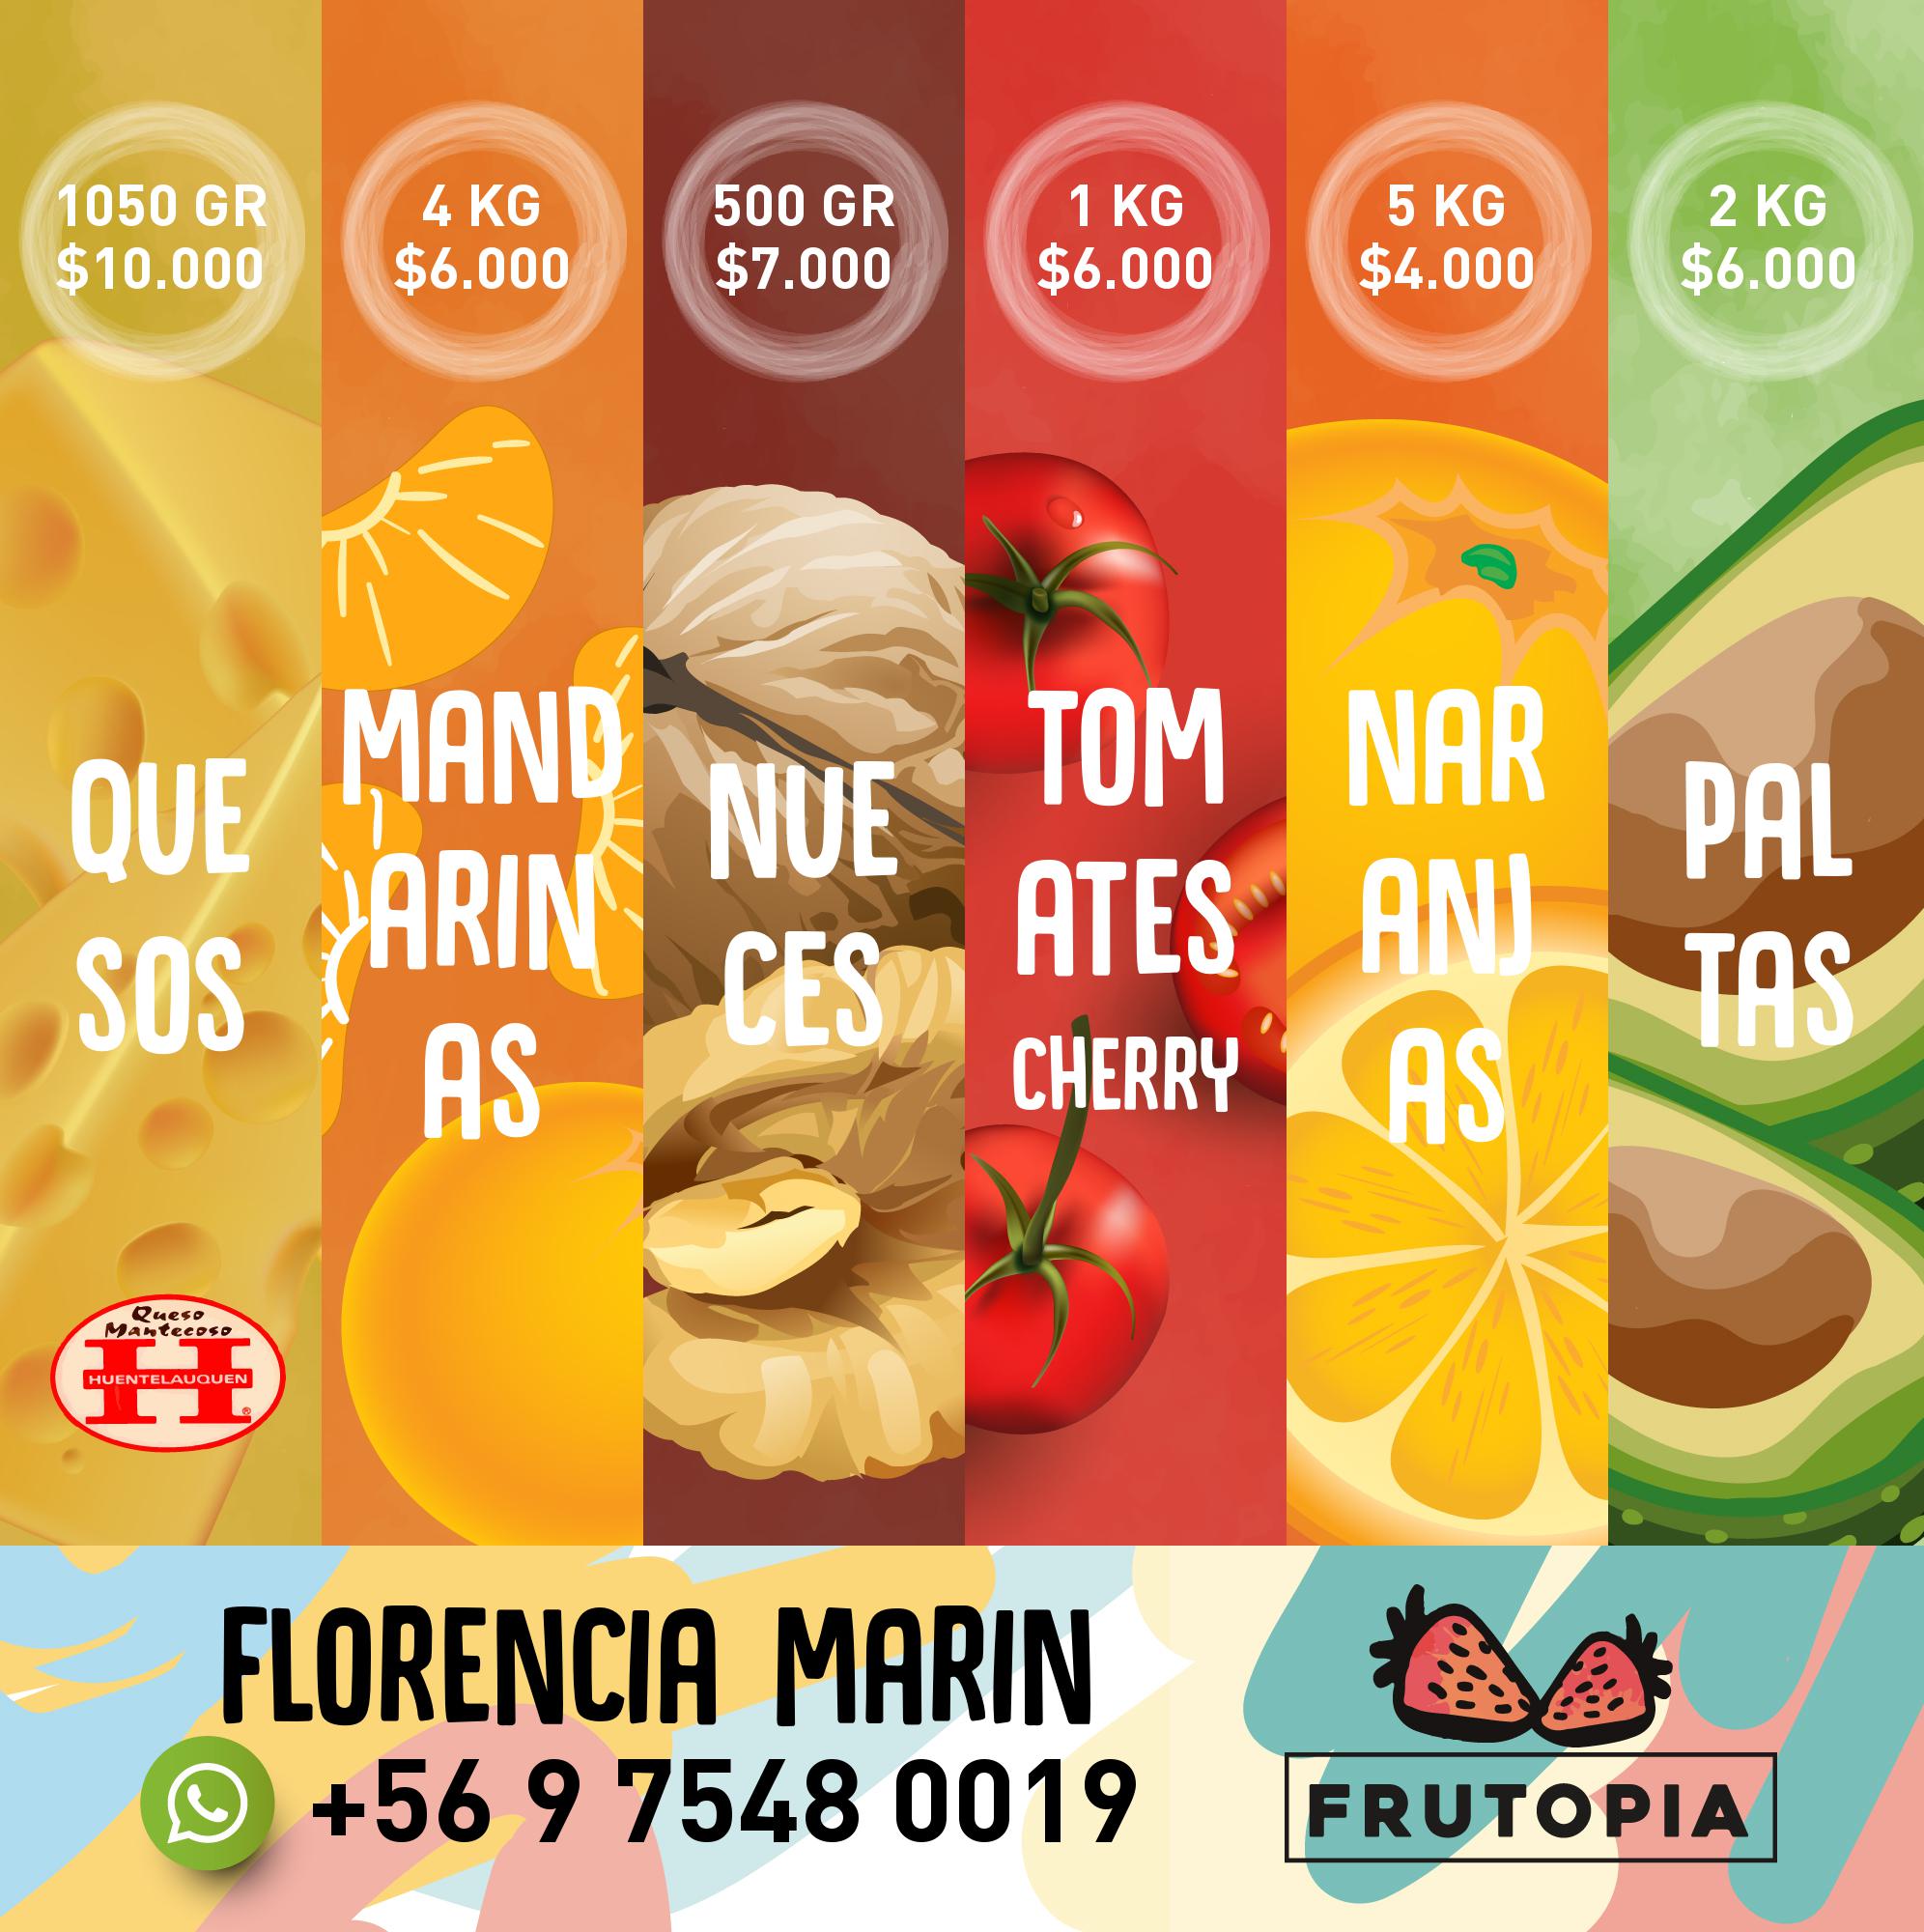 1050 GR
$10.000
QUE
SOS
Queso
Mantecoso
H
HUENTELAUQUEN
®
4 KG
$6.000
MAND
ARIN
AS
500 GR
$7.000
NUE
CES
1 KG
$6.000
TOM
ATES
CHERRY
5 KG
$4.000
NAR
ANJ
AS
2 KG
$6.000
PAL
TAS
FLORENCIA MARIN
+56 9 7548 0019
FRUTOPIA